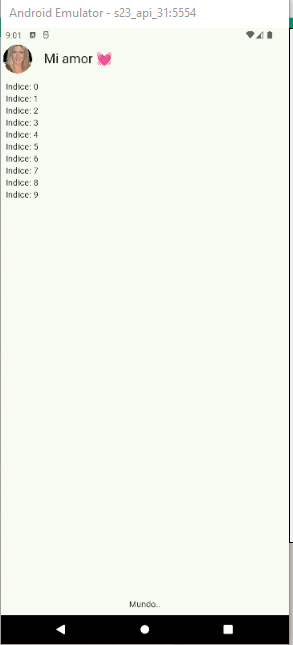 Android Emulator - s23_api_31:5554
9:01
Mi amor 💓
Indice: 0
Indice: 1
Indice: 2
Indice: 3
Indice: 4
Indice: 5
Indice: 6
Indice: 7
Indice: 8
Indice: 9
Mundo..